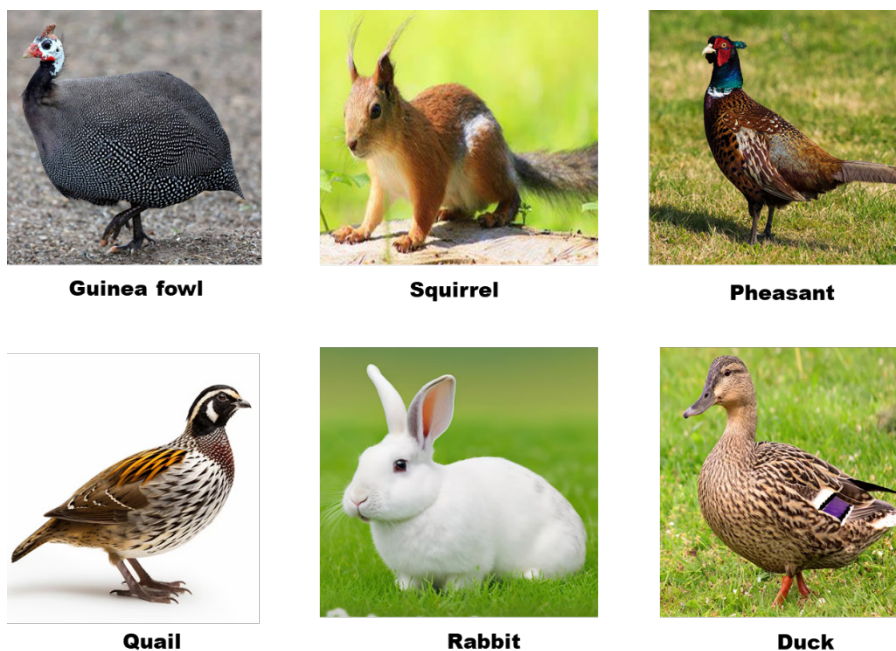 Guinea fowl
Squirrel
Pheasant
Quail
Rabbit
Duck